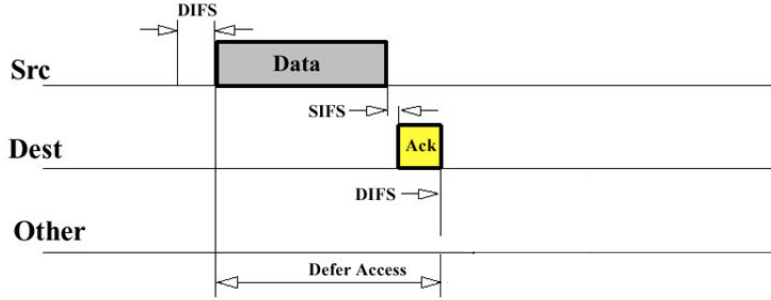 DIFS
Src
Data
SIFS
Dest
Ack
DIFS
Other
Defer Access